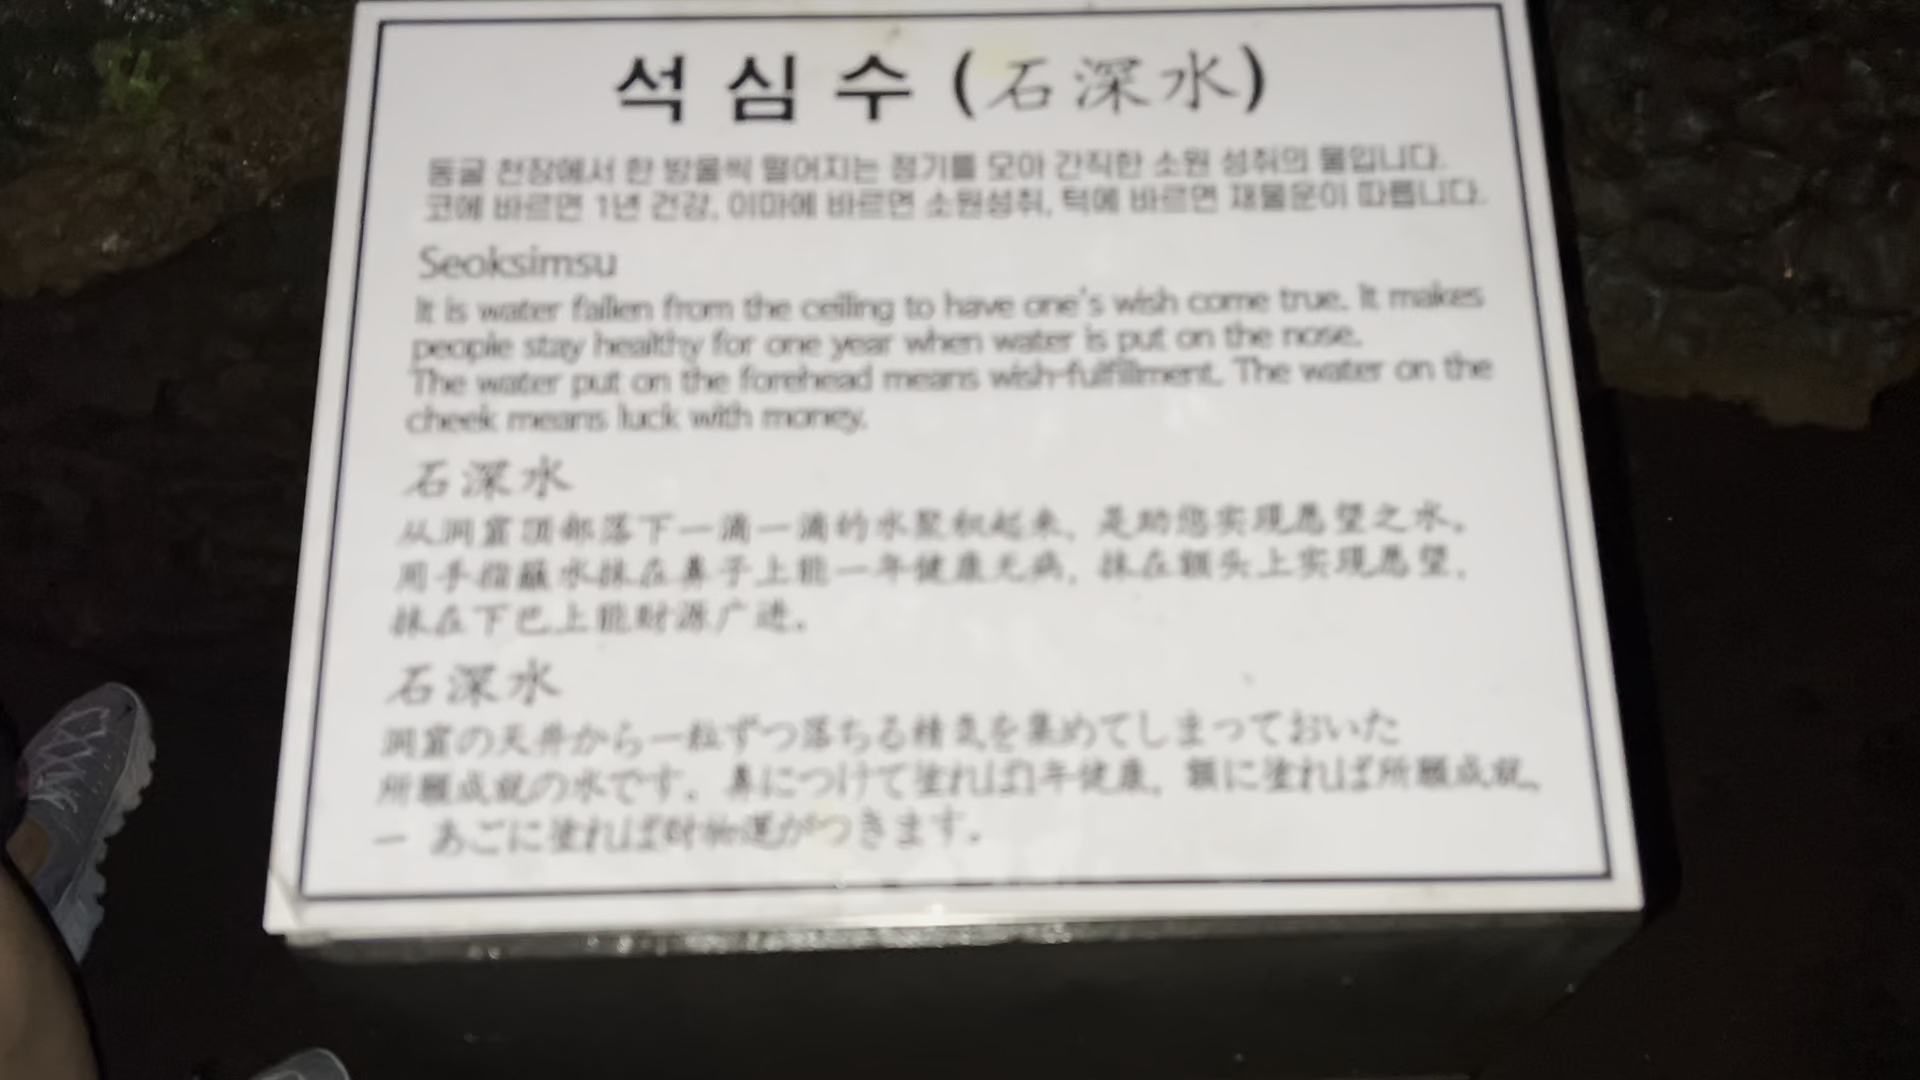 석심수(石深水)
동굴 천장에서 한 방울씩 떨어지는 정기를 모아 간직한 소원 성취의 물입니다.
코에 바르면 1년 건강, 이마에 바르면 소원성취, 턱에 바르면 재물운이 따릅니다.
Seoksimsu
It is water fallen from the ceiling to have one's wish come true. It makes
people stay healthy for one year when water is put on the nose.
The water put on the forehead means wish-fulfillment. The water on the
cheek means luck with money.
石深水
从洞窟顶部落下一滴一滴的水聚积起来, 是助您实现愿望之水。
用手指蘸水抹在鼻子上能一年健康无病, 抹在额头上实现愿望,
抹在下巴上能财源广进。
石深水
洞窟の天井から一粒ずつ落ちる精気を集めてしまっておいた
所願成就の水です。鼻につけて塗れば1年健康, 額に塗れば所願成就,
ー あごに塗れば財物運がつきます。